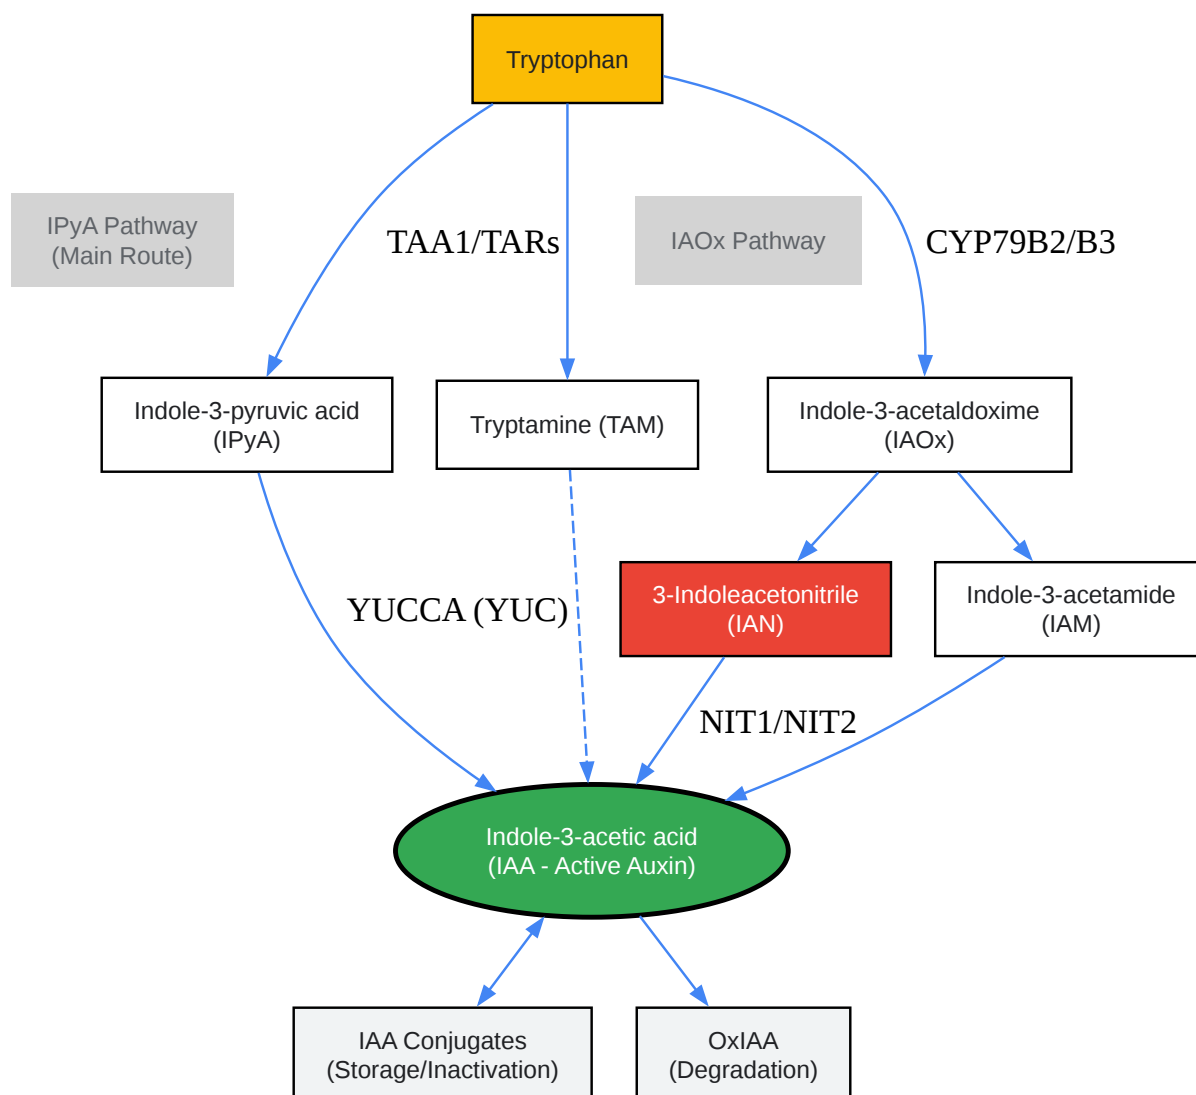 Tryptophan
IPyA Pathway
(Main Route)
TAA1/TARs
IAOx Pathway
CYP79B2/B3
Indole-3-pyruvic acid
(IPyA)
Tryptamine (TAM)
Indole-3-acetaldoxime
(IAOx)
YUCCA (YUC)
3-Indoleacetonitrile
(IAN)
Indole-3-acetamide
(IAM)
NIT1/NIT2
Indole-3-acetic acid
(IAA - Active Auxin)
IAA Conjugates
(Storage/Inactivation)
OxIAA
(Degradation)